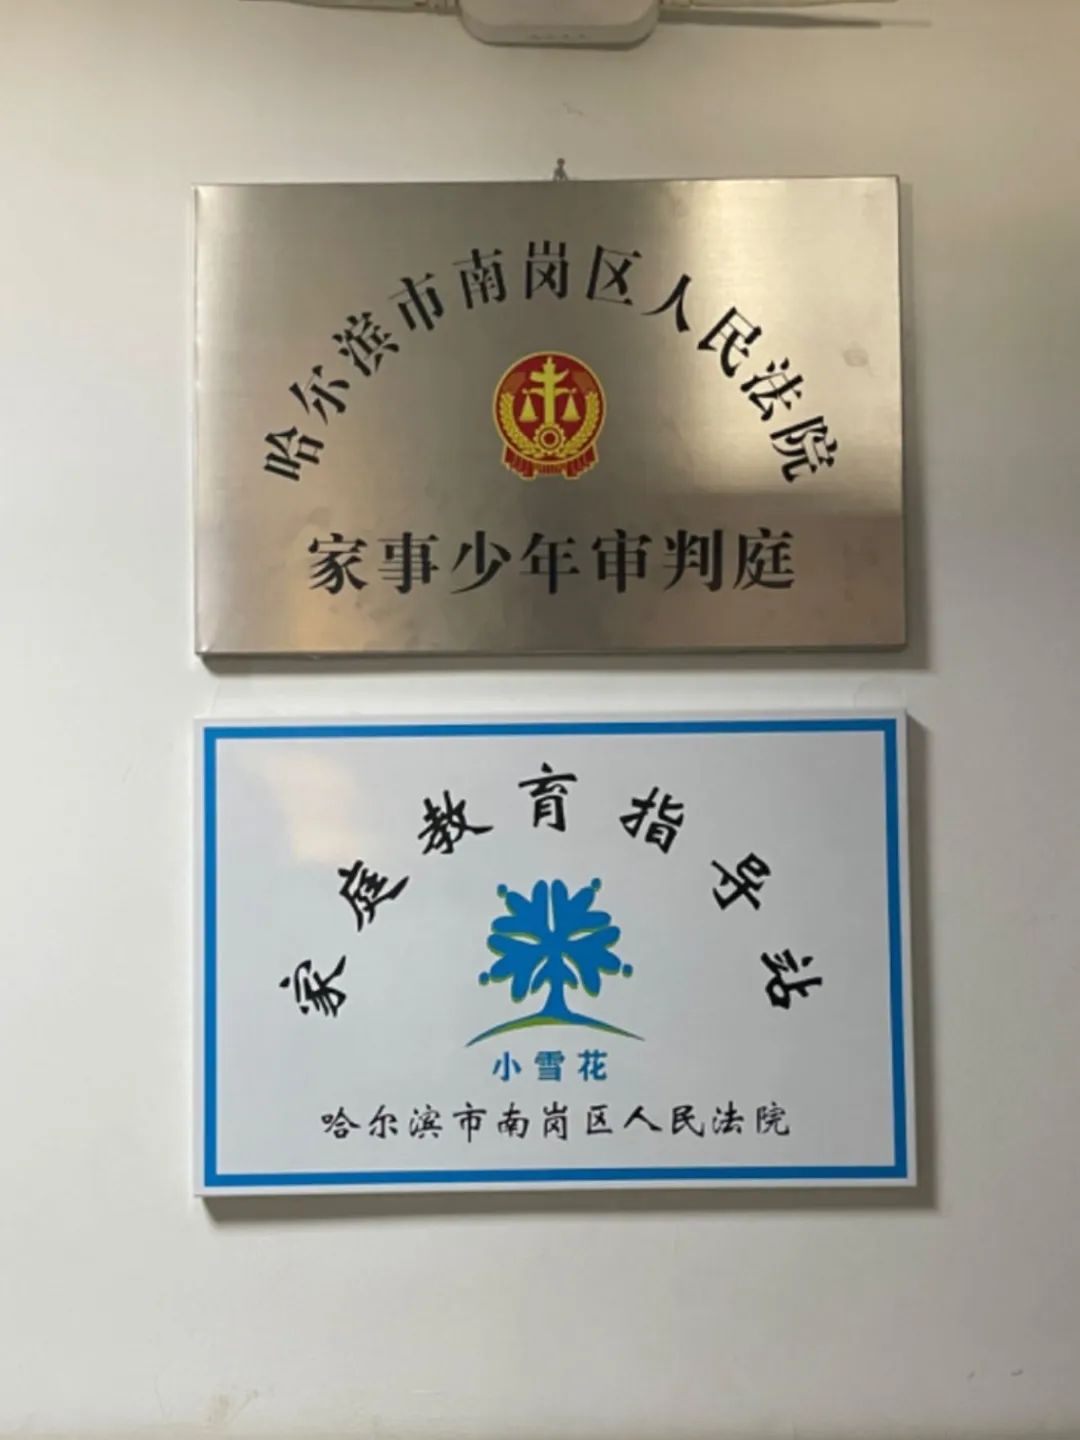 哈尔滨市南岗区人民法院
家事少年审判庭
家庭教育指导站
小雪花
哈尔滨市南岗区人民法院